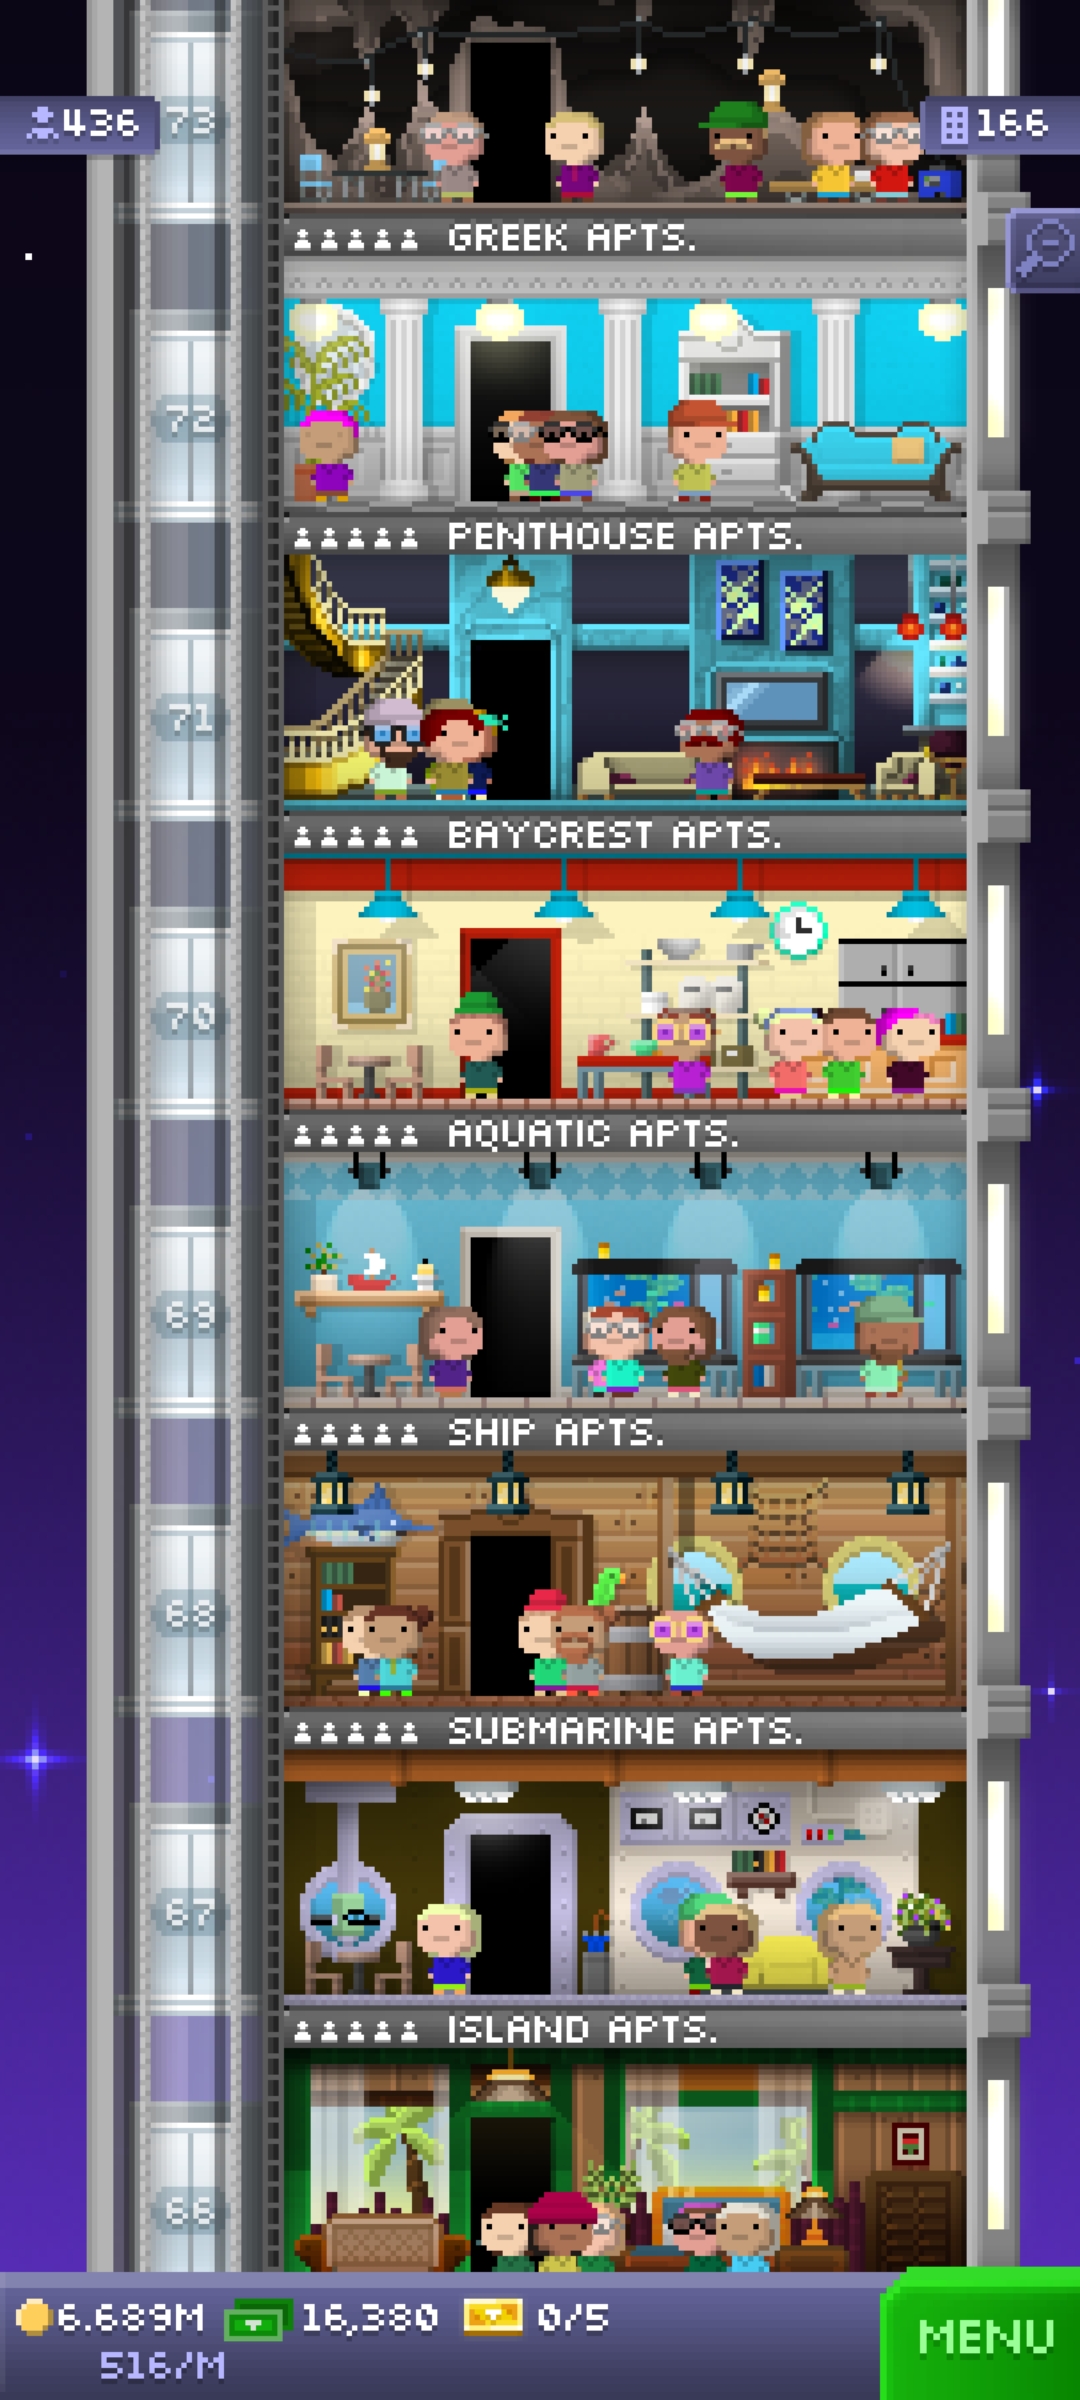 436
73
166
GREEK APTS.
72
PENTHOUSE APTS.
71
BAYCREST APTS.
70
AQUATIC APTS.
69
SHIP APTS.
68
SUBMARINE APTS.
67
ISLAND APTS.
66
6.689M 16,380 0/5
516/M
MENU